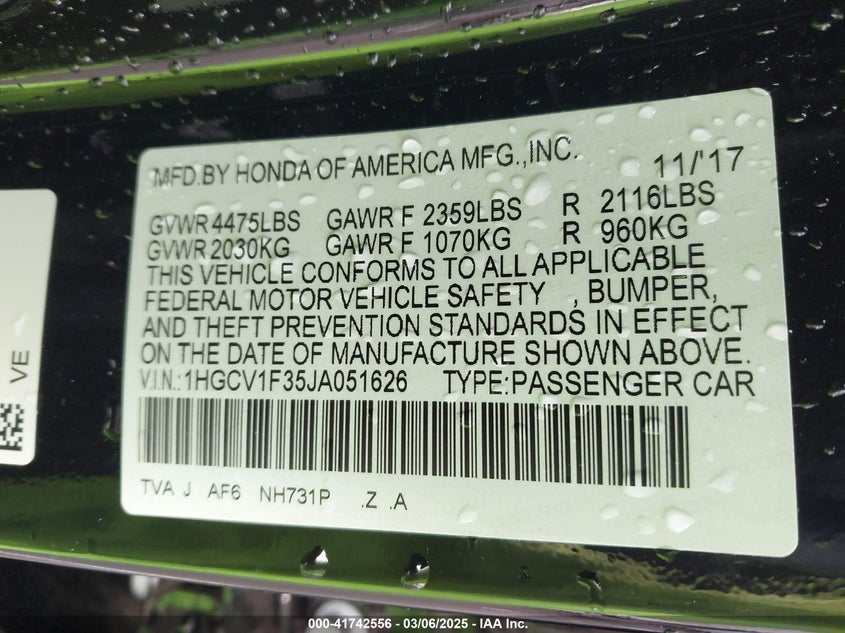 MFD.BY HONDA OF AMERICA MFG.,INC. 11/'17
GVWR 4475LBS GAWR F 2359LBS R 2116LBS
GVWR 2030KG GAWR F 1070KG R 960KG
THIS VEHICLE CONFORMS TO ALL APPLICABLE
FEDERAL MOTOR VEHICLE SAFETY , BUMPER,
AND THEFT PREVENTION STANDARDS IN EFFECT
ON THE DATE OF MANUFACTURE SHOWN ABOVE.
V.I.N.:1HGCV1F35JA051626 TYPE:PASSENGER CAR
TVA J AF6 NH731P .Z .A
VE
000-41742556 — 03/06/2025 — IAA Inc.